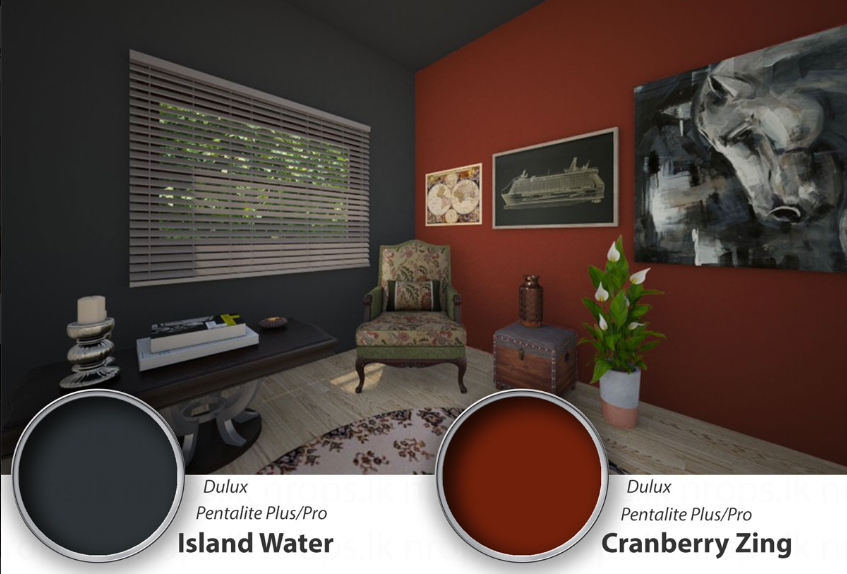 Dulux
Pentalite Plus/Pro
Island Water
Dulux
Pentalite Plus/Pro
Cranberry Zing